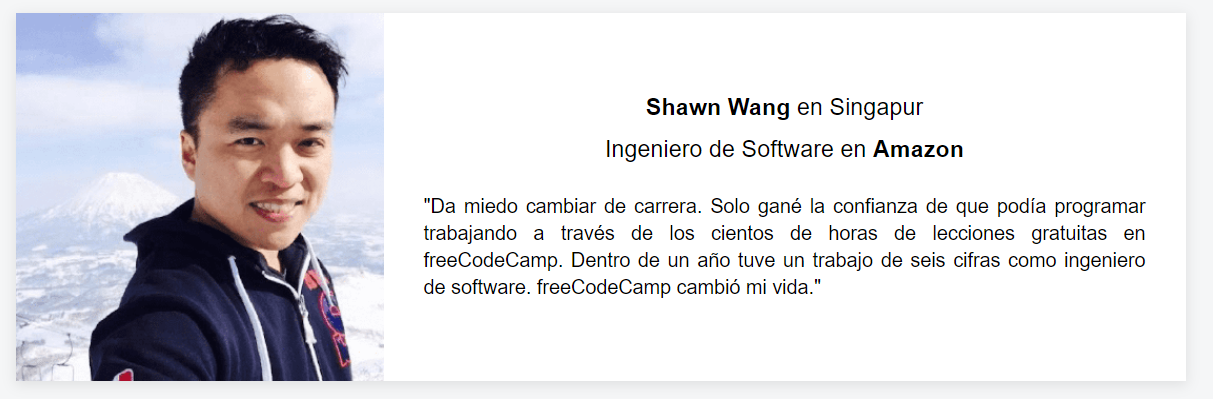 Shawn Wang en Singapur
Ingeniero de Software en Amazon
"Da miedo cambiar de carrera. Solo gané la confianza de que podía programar
trabajando a través de los cientos de horas de lecciones gratuitas en
freeCodeCamp. Dentro de un año tuve un trabajo de seis cifras como ingeniero
de software. freeCodeCamp cambió mi vida."